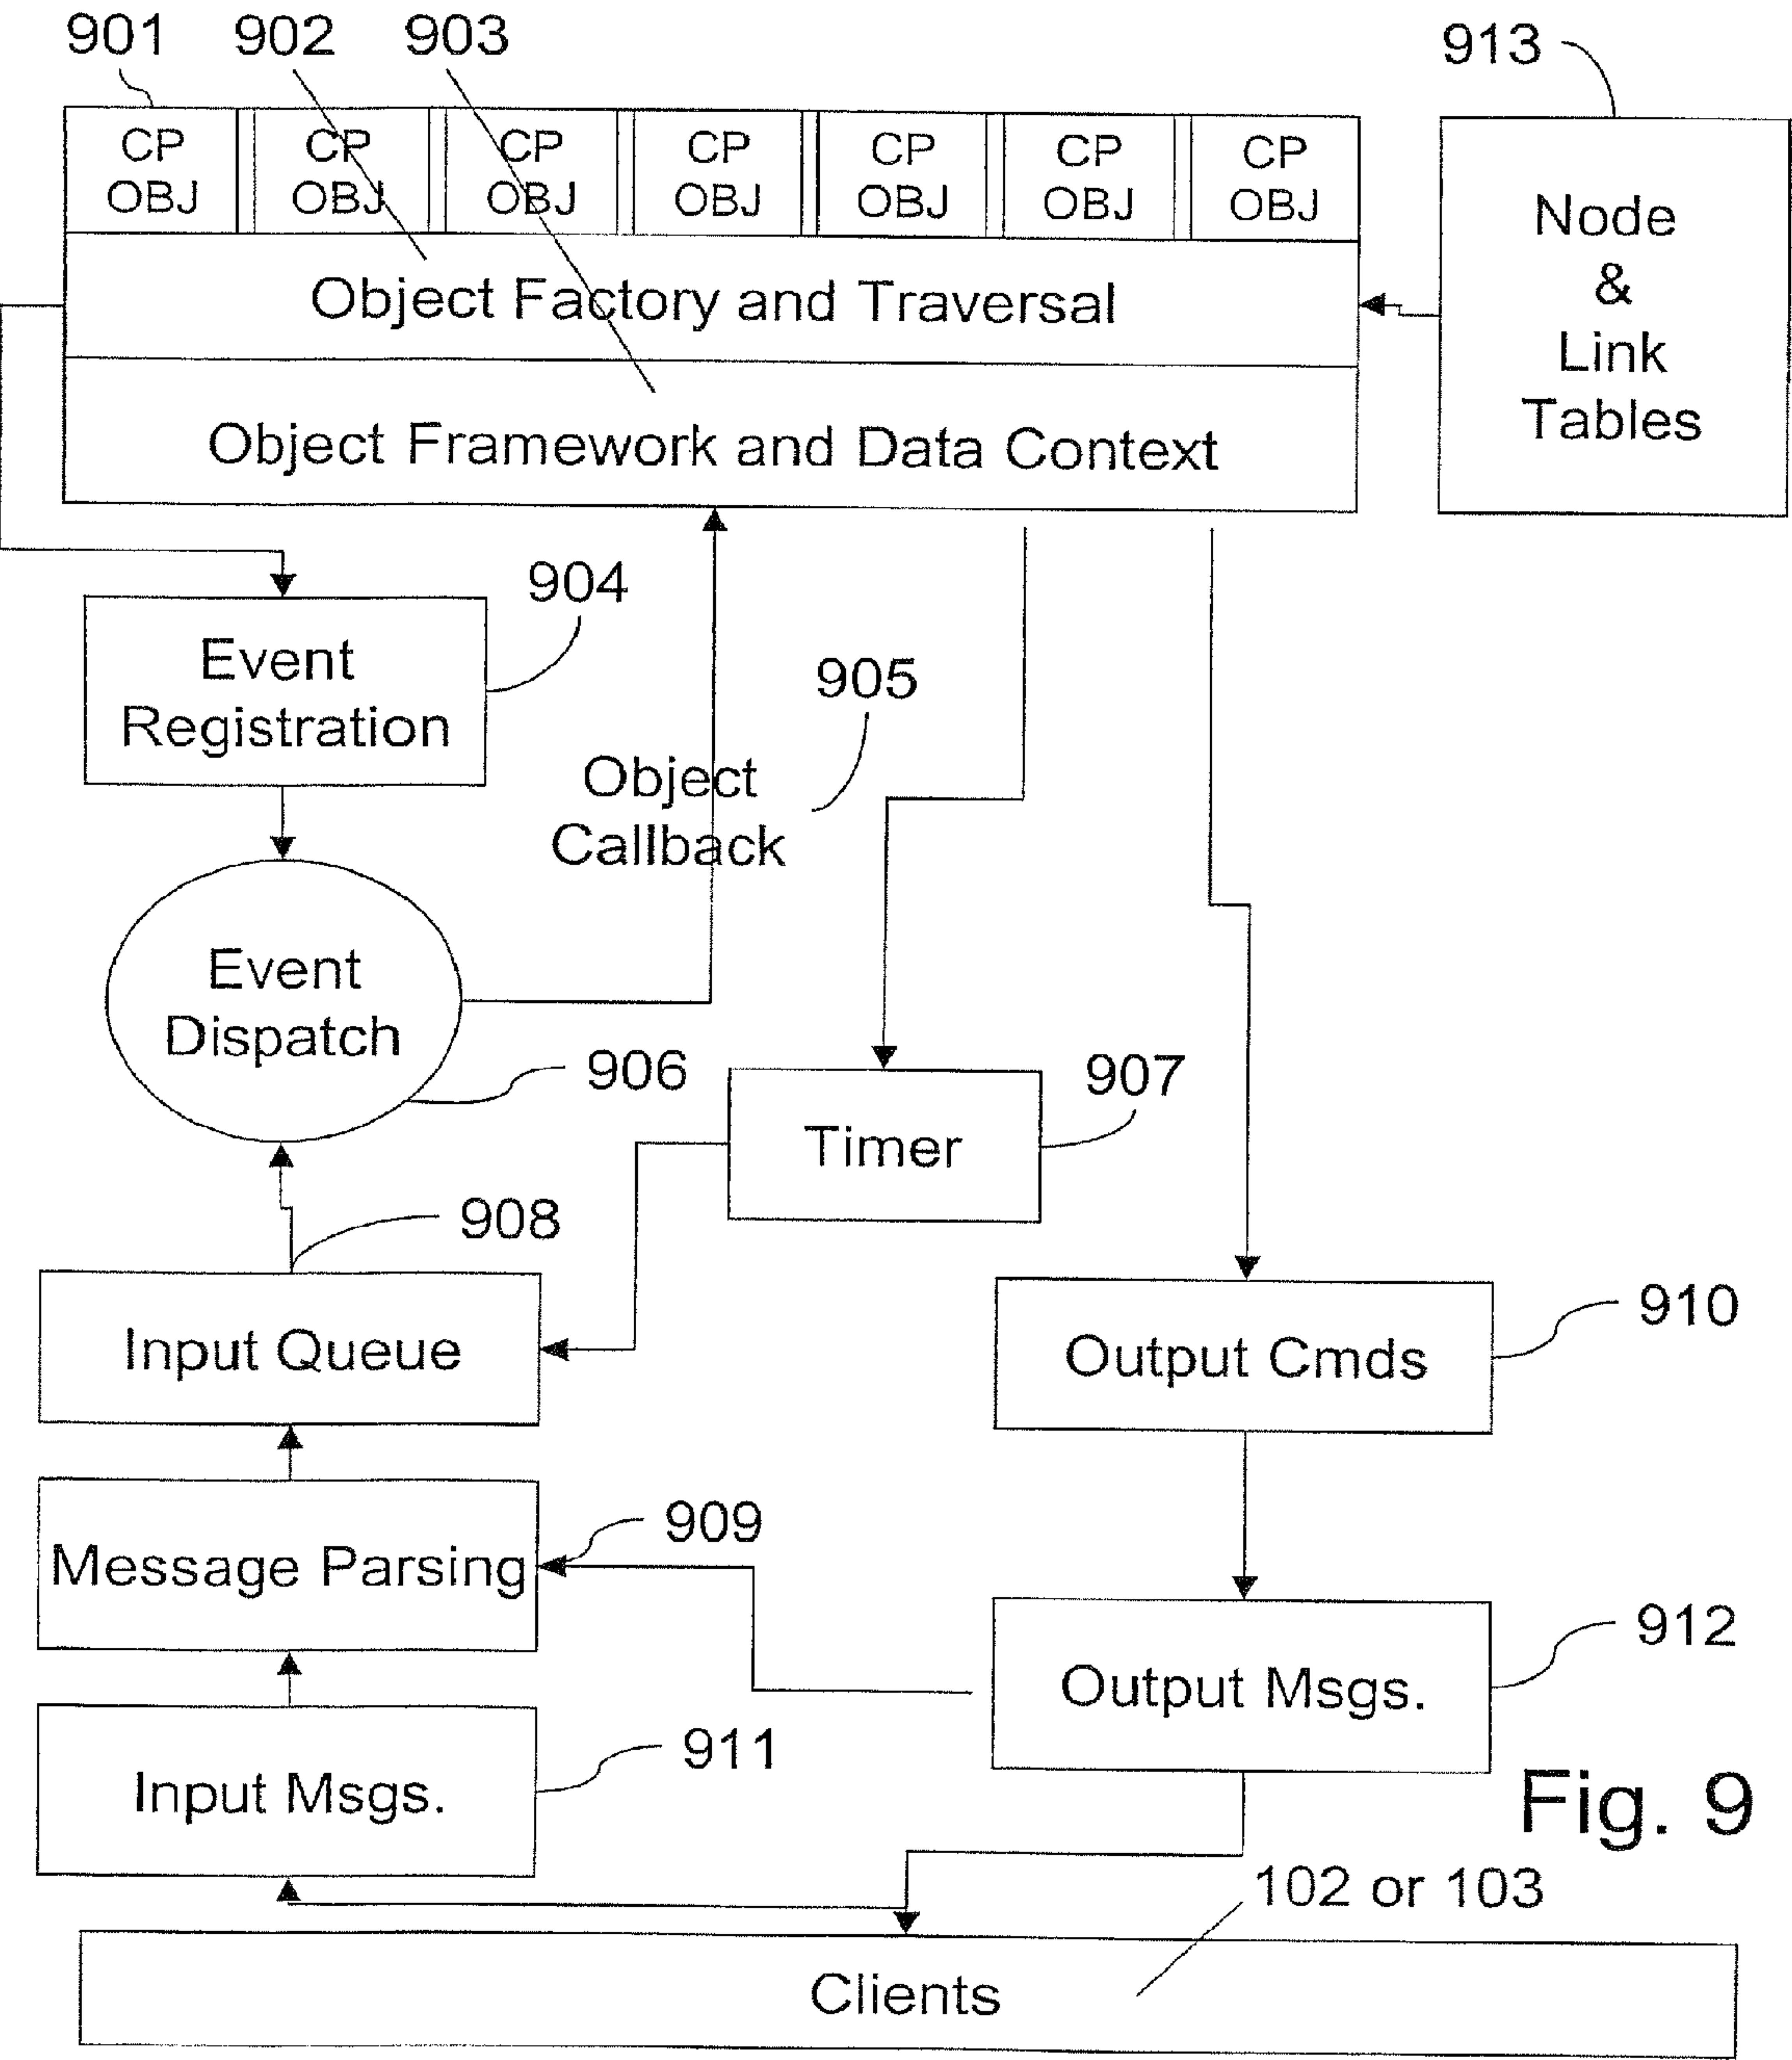 901 902 903 913
CP CP CP CP CP CP CP
OBJ OBJ OBJ OBJ OBJ OBJ OBJ
Object Factory and Traversal
Object Framework and Data Context
Node
&
Link
Tables
904
Event
Registration
905
Object
Callback
Event
Dispatch
906
907
Timer
908
Input Queue
910
Output Cmds
909
Message Parsing
912
Output Msgs.
911
Input Msgs.
Fig. 9
102 or 103
Clients